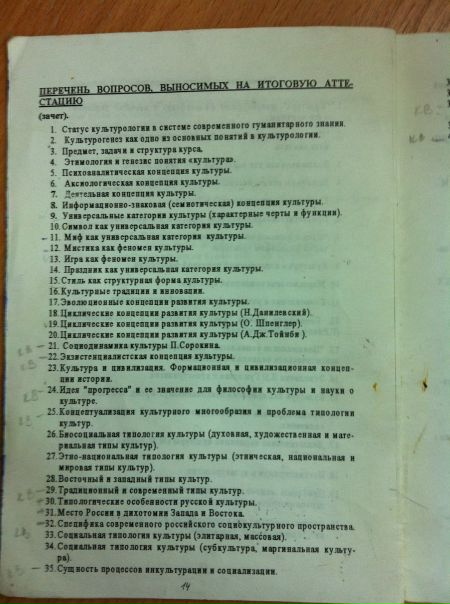 ПЕРЕЧЕНЬ ВОПРОСОВ, ВЫНОСИМЫХ НА ИТОГОВУЮ АТТЕ-
СТАЦИЮ
(зачет).
1. Статус культурологии в системе современного гуманитарного знания.
2. Культурогенез как одно из основных понятий в культурологии.
3. Предмет, задачи и структура курса.
4. Этимология и генезис понятия «культура».
5. Психоаналитическая концепция культуры.
6. Аксиологическая концепция культуры.
7. Деятельная концепция культуры.
8. Информационно-знаковая (семиотическая) концепция культуры.
9. Универсальные категории культуры (характерные черты и функции).
10. Символ как универсальная категория культуры.
11. Миф как универсальная категория культуры.
12. Мистика как феномен культуры.
13. Игра как феномен культуры.
14. Праздник как универсальная категория культуры.
15. Стиль как структурная форма культуры.
16. Культурные традиции и инновации.
17. Эволюционные концепции развития культуры.
18. Циклические концепции развития культуры (Н.Данилевский).
19. Циклические концепции развития культуры (О. Шпенглер).
20. Циклические концепции развития культуры (А.Дж.Тойнби ).
21. Социодинамика культуры П.Сорокина.
22. Экзистенциалистская концепция культуры.
23. Культура и цивилизация. Формационная и цивилизационная концеп-
ции истории.
24. Идея "прогресса" и ее значение для философии культуры и науки о
культуре.
25. Концептуализация культурного многообразия и проблема типологии
культур.
26. Биосоциальная типология культуры (духовная, художественная и мате-
риальная типы культур).
27. Этно-национальная типология культуры (этническая, национальная и
мировая типы культур).
28. Восточный и западный типы культур.
29. Традиционный и современный типы культур.
30. Типологические особенности русской культуры.
31. Место России в дихотомии Запада и Востока.
32. Специфика современного российского социокультурного пространства.
33. Социальная типология культуры (элитарная, массовая).
34. Социальная типология культуры (субкультура, маргинальная культу-
ра).
35. Сущность процессов инкультурации и социализации.
14